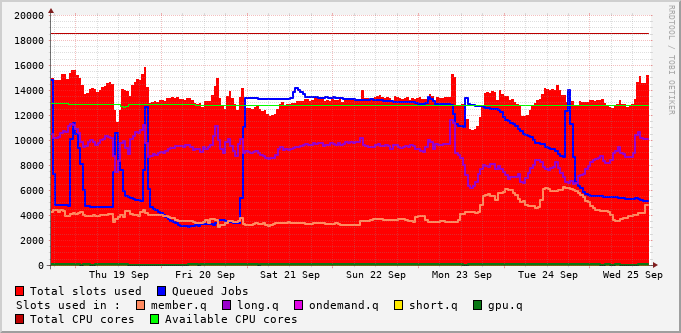 20000
18000
16000
14000
12000
10000
8000
6000
4000
2000
0
Thu 19 Sep Fri 20 Sep Sat 21 Sep Sun 22 Sep Mon 23 Sep Tue 24 Sep Wed 25 Sep
RRDTOOL / TOBI OETIKER
Total slots used Queued Jobs
Slots used in : member.q long.q ondemand.q short.q gpu.q
Total CPU cores Available CPU cores